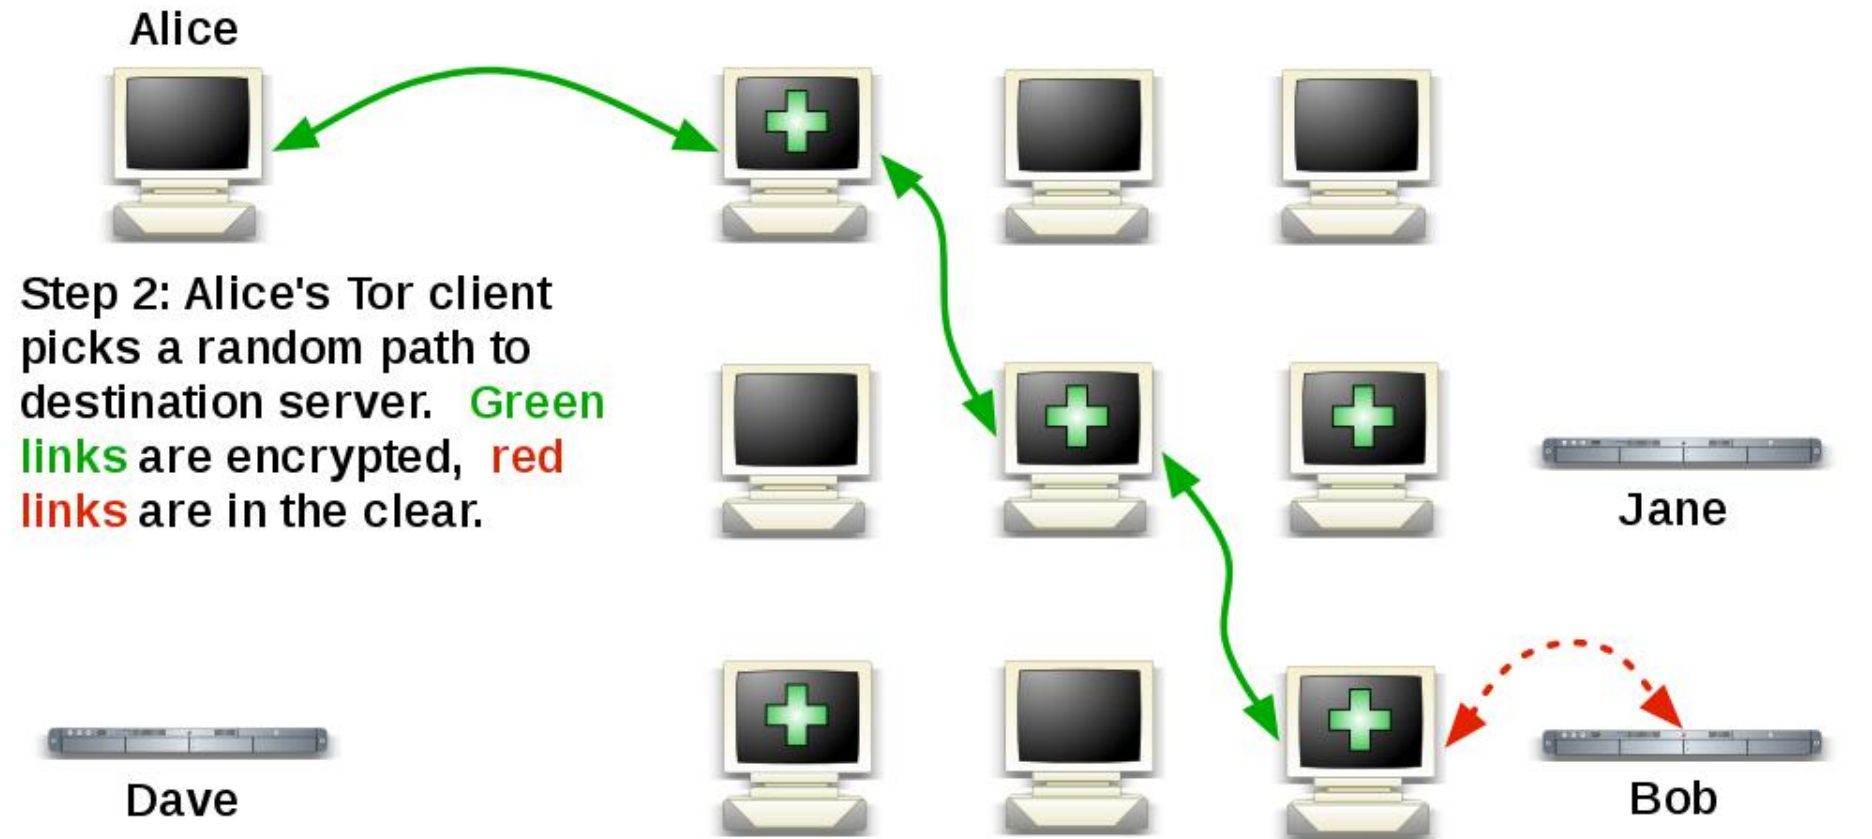 Alice
Step 2: Alice's Tor client
picks a random path to
destination server. Green
links are encrypted, red
links are in the clear.
Jane
Dave
Bob